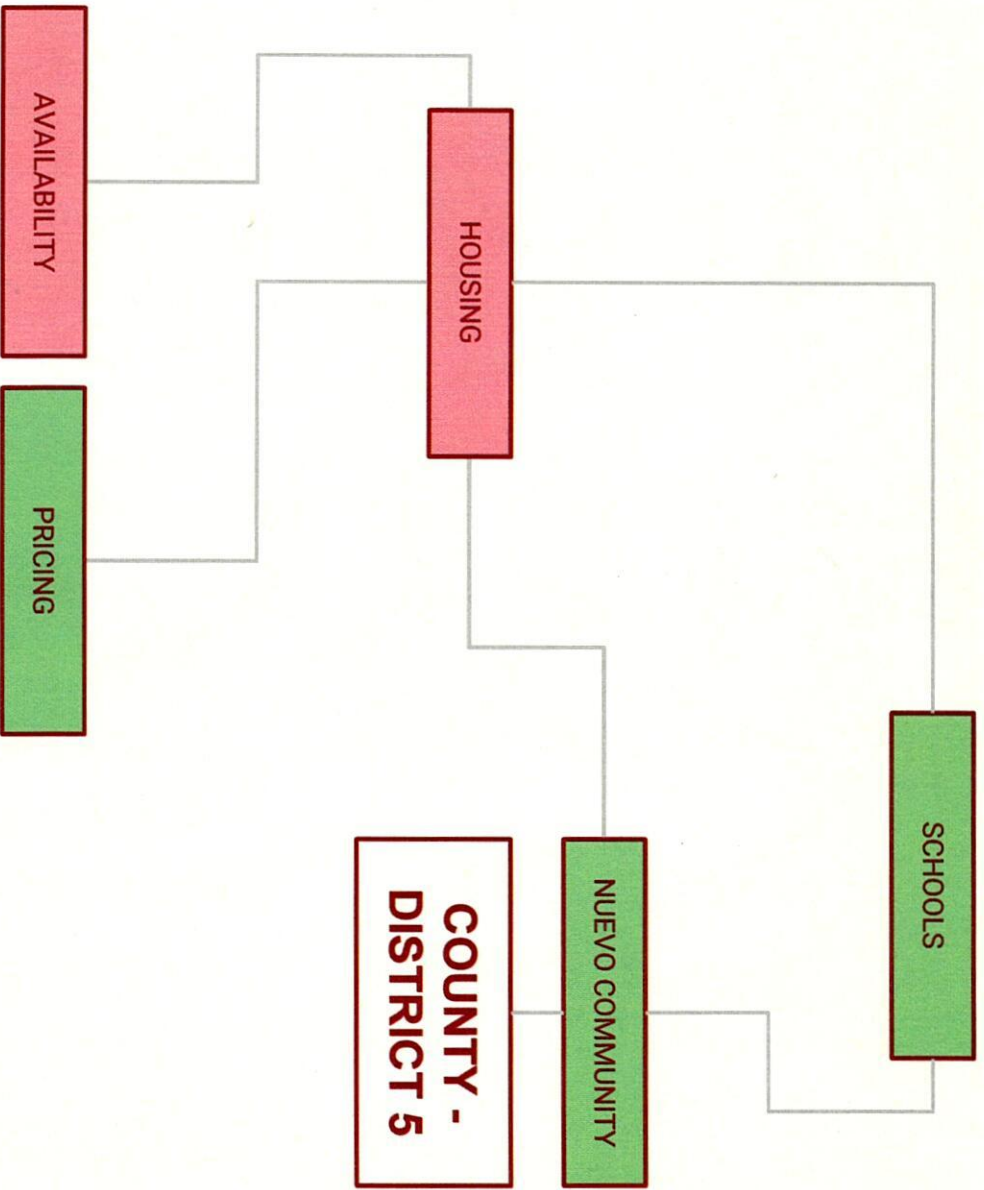 SCHOOLS
NUEVO COMMUNITY
HOUSING
COUNTY -
DISTRICT 5
AVAILABILITY
PRICING